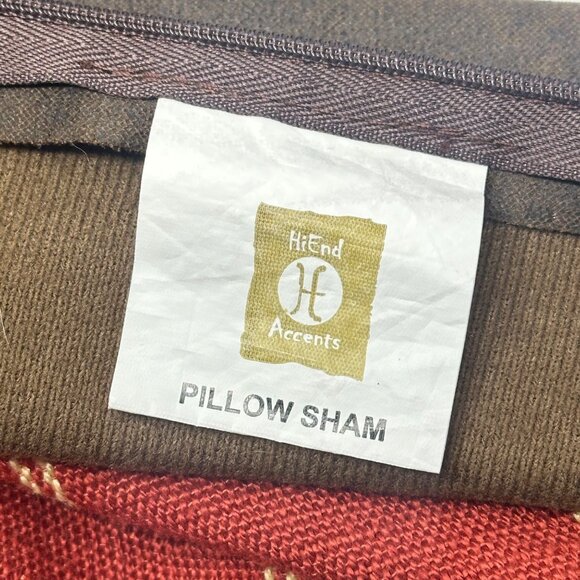 HiEnd
H
Accents
PILLOW SHAM